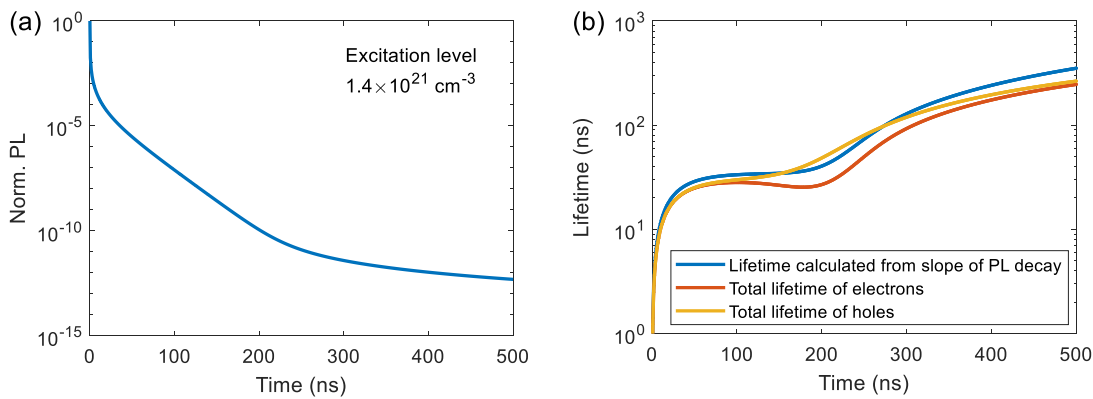 (a)
10^0
10^-5
10^-10
10^-15
Norm. PL
Excitation level
1.4×10^21 cm^-3
0 100 200 300 400 500
Time (ns)
(b)
10^3
10^2
10^1
10^0
Lifetime (ns)
Lifetime calculated from slope of PL decay
Total lifetime of electrons
Total lifetime of holes
0 100 200 300 400 500
Time (ns)